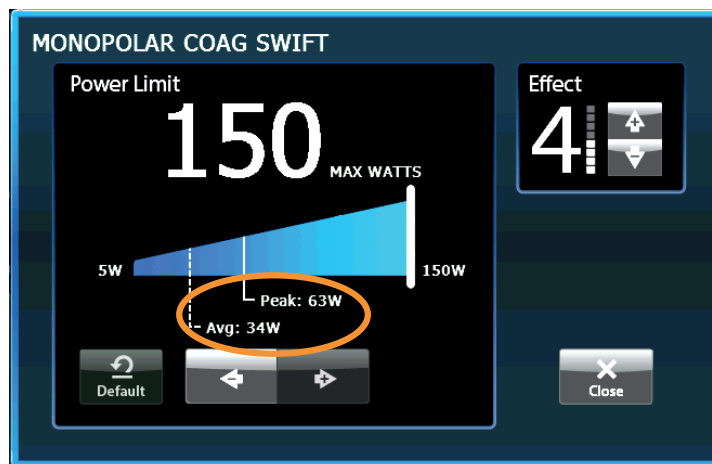 MONOPOLAR COAG SWIFT
Power Limit
150 MAX WATTS
5W
150W
Peak: 63W
Avg: 34W
Default
Effect
4
Close